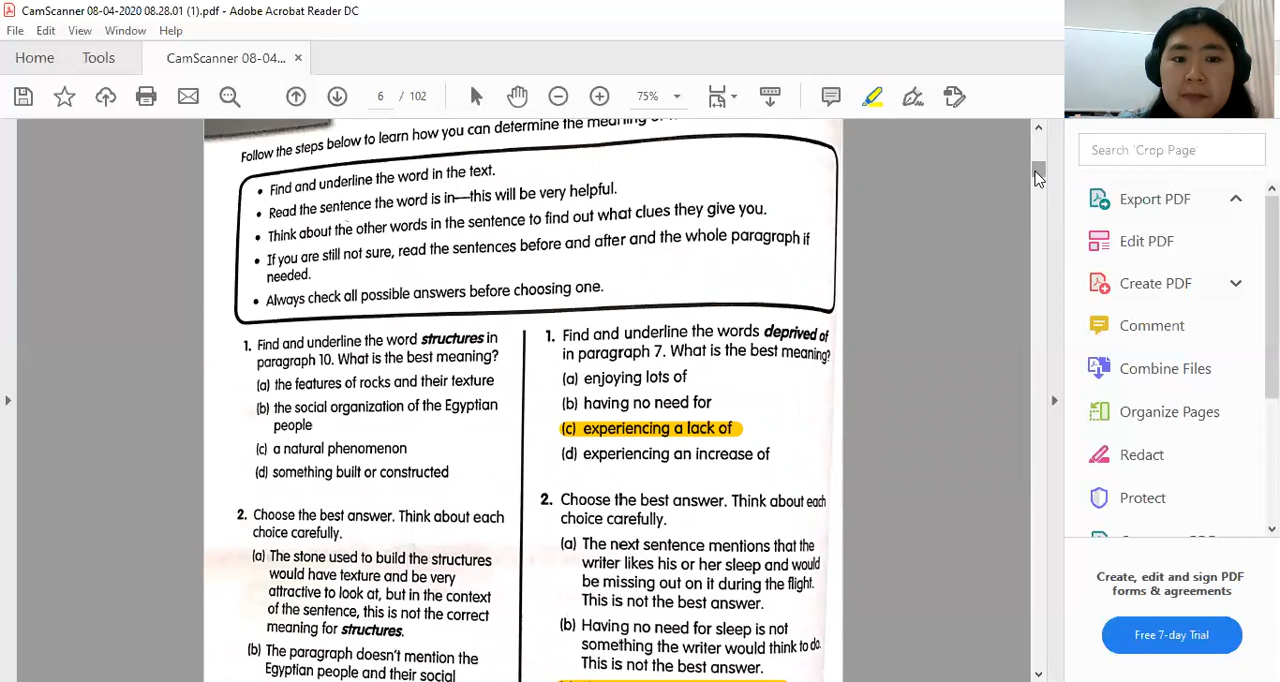 CamScanner 08-04-2020 08.28.01 (1).pdf - Adobe Acrobat Reader DC
File Edit View Window Help
Home Tools CamScanner 08-04... ×
6 / 102 75%
Follow the steps below to learn how you can determine the meaning of
• Find and underline the word in the text.
• Read the sentence the word is in—this will be very helpful.
• Think about the other words in the sentence to find out what clues they give you.
• If you are still not sure, read the sentences before and after and the whole paragraph if
needed.
• Always check all possible answers before choosing one.
1. Find and underline the word structures in
paragraph 10. What is the best meaning?
(a) the features of rocks and their texture
(b) the social organization of the Egyptian
people
(c) a natural phenomenon
(d) something built or constructed
2. Choose the best answer. Think about each
choice carefully.
(a) The stone used to build the structures
would have texture and be very
attractive to look at, but in the context
of the sentence, this is not the correct
meaning for structures.
(b) The paragraph doesn't mention the
Egyptian people and their social
1. Find and underline the words deprived of
in paragraph 7. What is the best meaning?
(a) enjoying lots of
(b) having no need for
(c) experiencing a lack of
(d) experiencing an increase of
2. Choose the best answer. Think about each
choice carefully.
(a) The next sentence mentions that the
writer likes his or her sleep and would
be missing out on it during the flight.
This is not the best answer.
(b) Having no need for sleep is not
something the writer would think to do.
This is not the best answer.
Search 'Crop Page'
Export PDF
Edit PDF
Create PDF
Comment
Combine Files
Organize Pages
Redact
Protect
Create, edit and sign PDF
forms & agreements
Free 7-day Trial